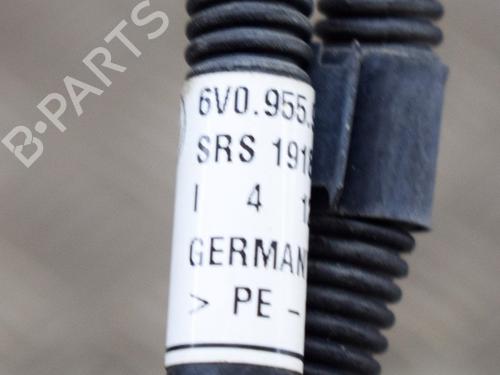 B-PARTS
6V0.955.
SRS 191
I 4 1
GERMAN
> PE -